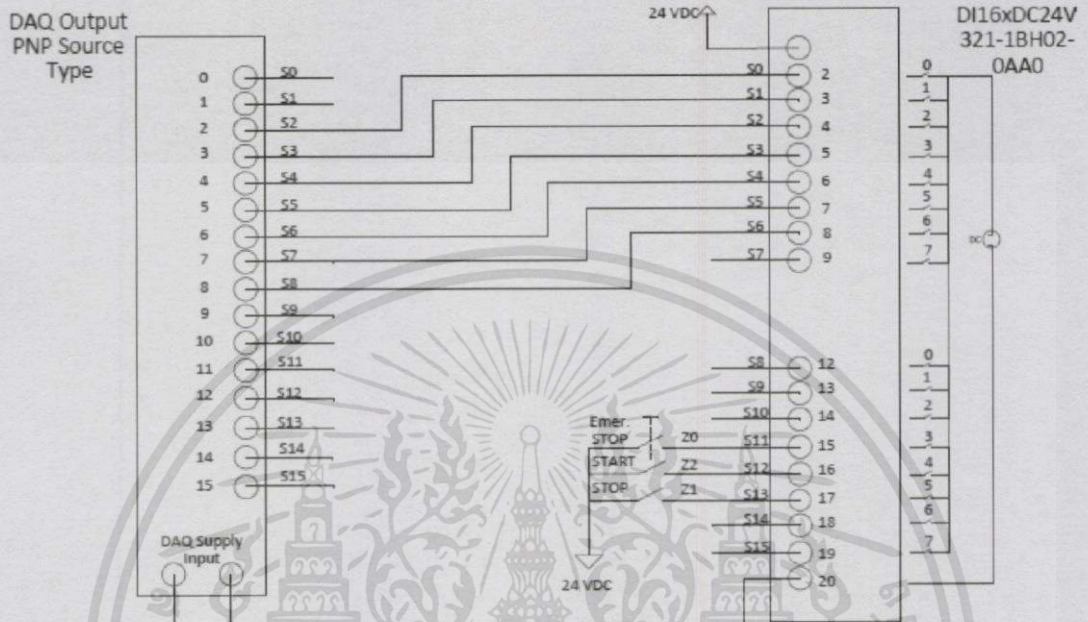 DAQ Output
PNP Source
Type
0 S0
1 S1
2 S2
3 S3
4 S4
5 S5
6 S6
7 S7
8 S8
9 S9
10 S10
11 S11
12 S12
13 S13
14 S14
15 S15
DAQ Supply
Input
24 VDC
DI16xDC24V
321-1BH02-
0AA0
S0 2 0
S1 3 1
S2 4 2
S3 5 3
S4 6 4
S5 7 5
S6 8 6
S7 9 7
DC
S8 12 0
S9 13 1
S10 14 2
Emer.
STOP Z0 S11 15 3
START Z2 S12 16 4
STOP Z1 S13 17 5
S14 18 6
S15 19 7
20
24 VDC